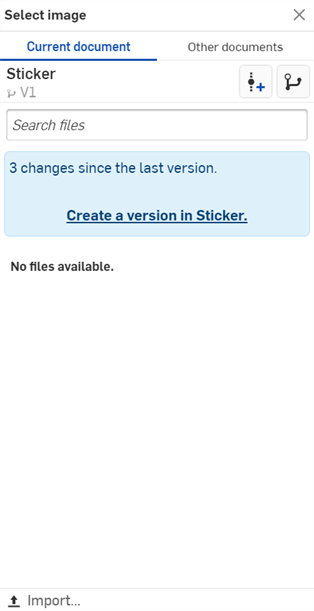 Select image
Current document
Other documents
Sticker
V1
Search files
3 changes since the last version.
Create a version in Sticker.
No files available.
Import...